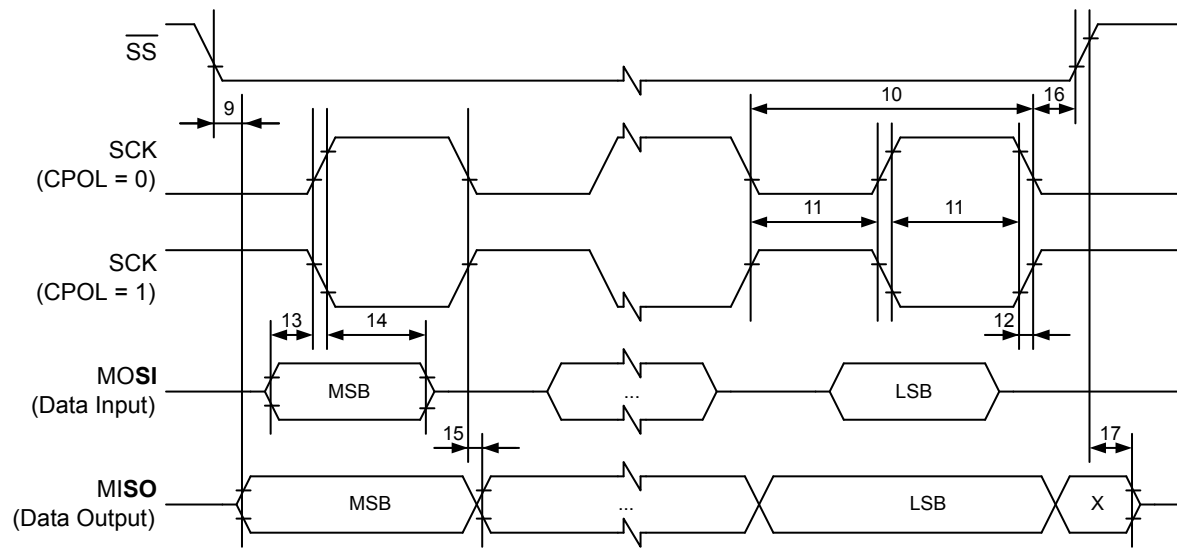 SS
9
10
16
SCK
(CPOL = 0)
11
11
SCK
(CPOL = 1)
13
14
12
MOSI
(Data Input)
MSB
...
LSB
15
17
MISO
(Data Output)
MSB
...
LSB
X